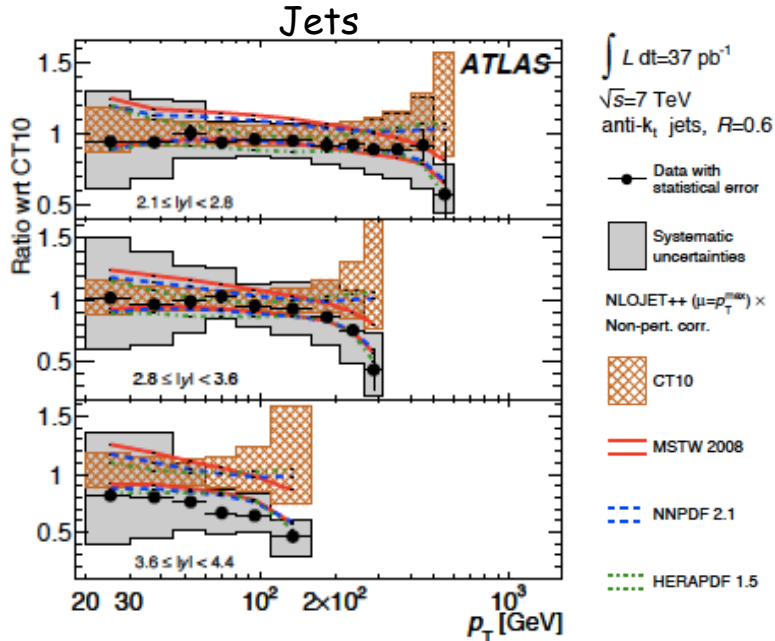 Jets
ATLAS
Ratio wrt CT10
1.5
1
0.5
2.1 ≤ |y| < 2.8
1.5
1
0.5
2.8 ≤ |y| < 3.6
1.5
1
0.5
3.6 ≤ |y| < 4.4
20 30 10² 2×10² 10³
p_T [GeV]
∫ L dt=37 pb⁻¹
√s=7 TeV
anti-k_t jets, R=0.6
Data with
statistical error
Systematic
uncertainties
NLOJET++ (μ=p_T^max) ×
Non-pert. corr.
CT10
MSTW 2008
NNPDF 2.1
HERAPDF 1.5